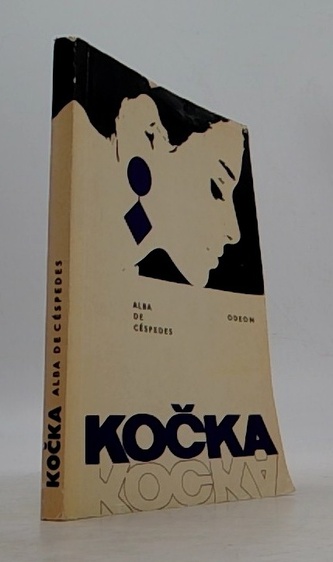 KOČKA ALBA DE CÉSPEDES
ALBA
DE
CÉSPEDES
ODEON
KOČKA
KOČKA